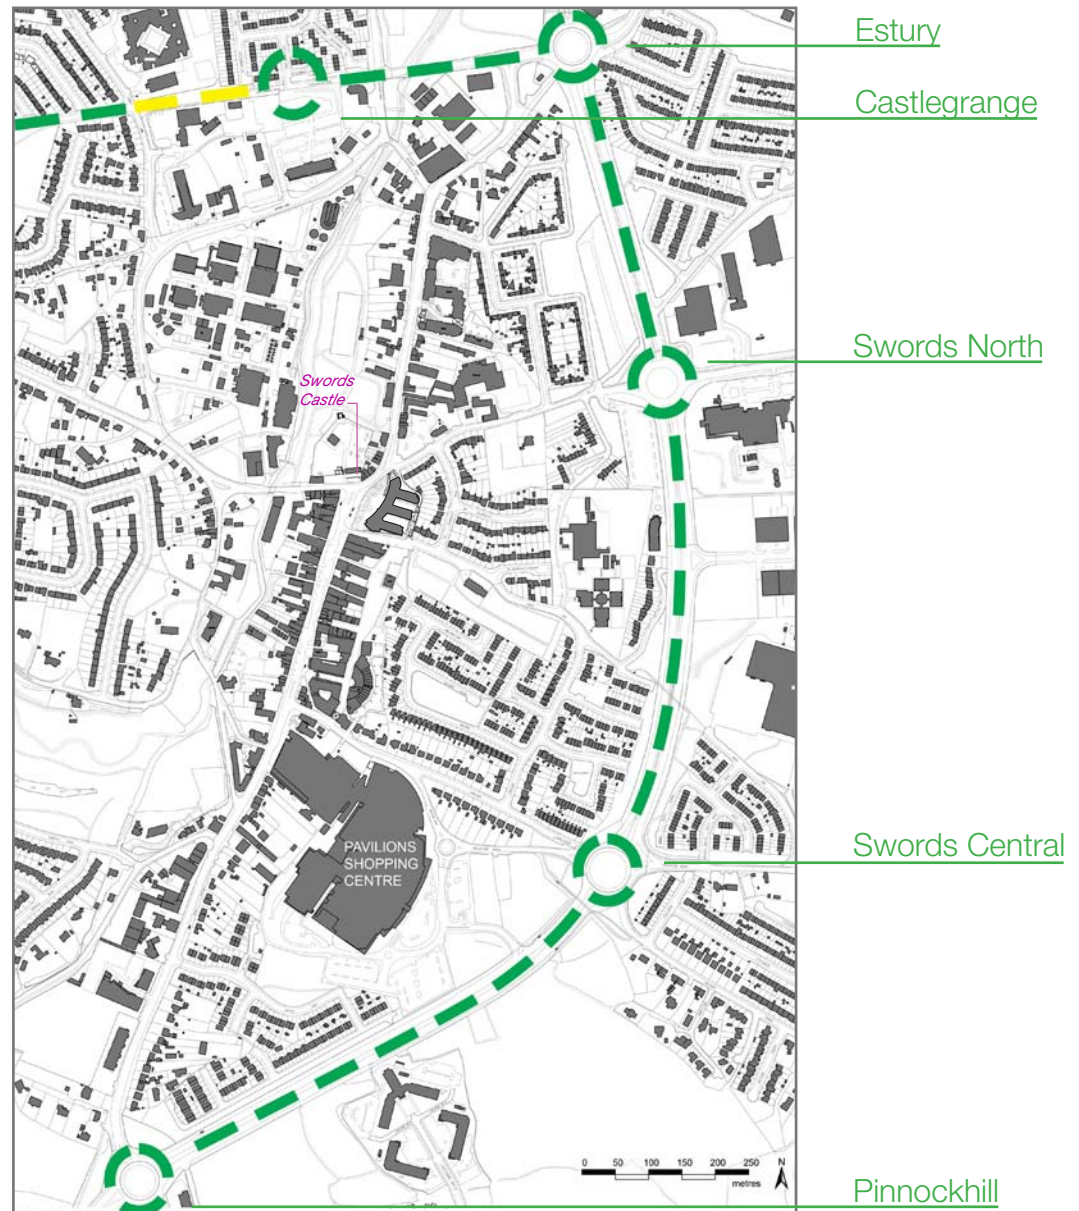 Estury
Castlegrange
Swords North
Swords
Castle
Swords Central
PAVILIONS
SHOPPING
CENTRE
0 50 100 150 200 250
metres
N
Pinnockhill